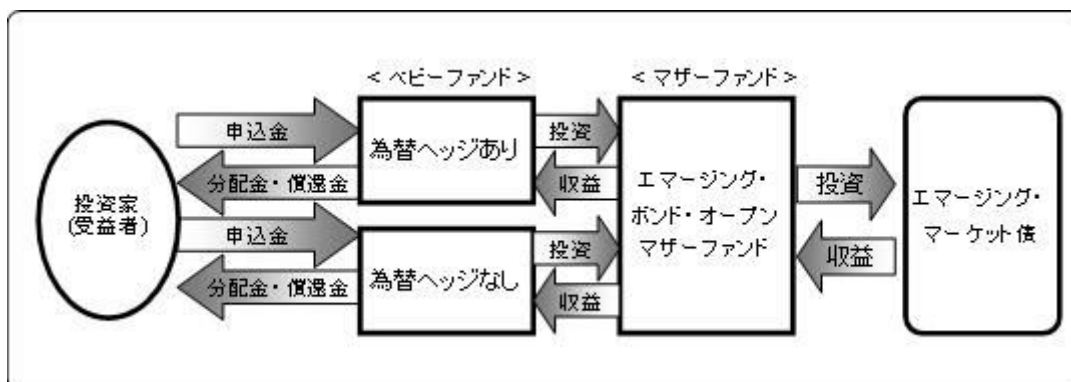 <ベビーファンド>
<マザーファンド>
投資家
(受益者)
申込金
分配金・償還金
申込金
分配金・償還金
為替ヘッジあり
為替ヘッジなし
投資
収益
投資
収益
エマージング・
ボンド・オープン
マザーファンド
投資
収益
エマージング・
マーケット債